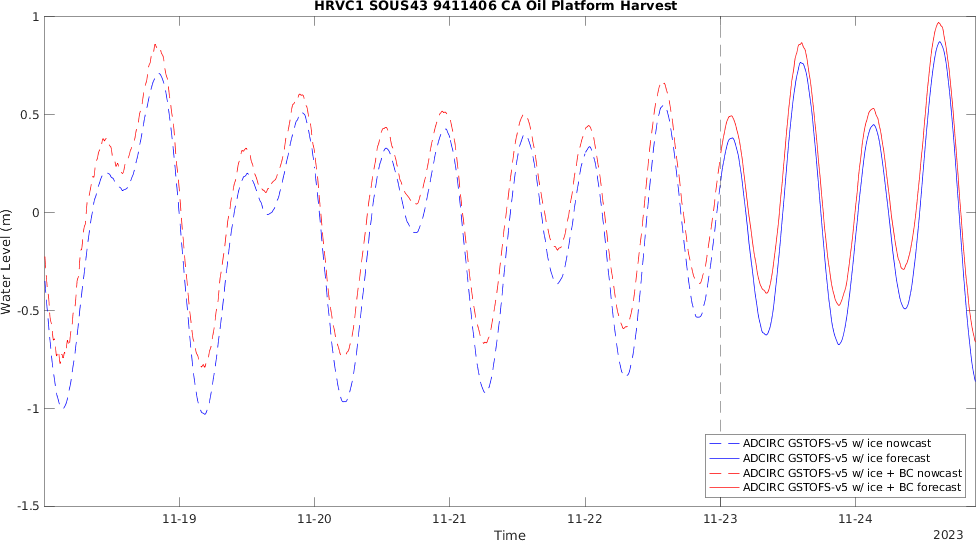 HRVC1 SOUS43 9411406 CA Oil Platform Harvest
1
0.5
0
-0.5
-1
-1.5
Water Level (m)
11-19
11-20
11-21
11-22
11-23
11-24
Time
2023
ADCIRC GSTOFS-v5 w/ ice nowcast
ADCIRC GSTOFS-v5 w/ ice forecast
ADCIRC GSTOFS-v5 w/ ice + BC nowcast
ADCIRC GSTOFS-v5 w/ ice + BC forecast